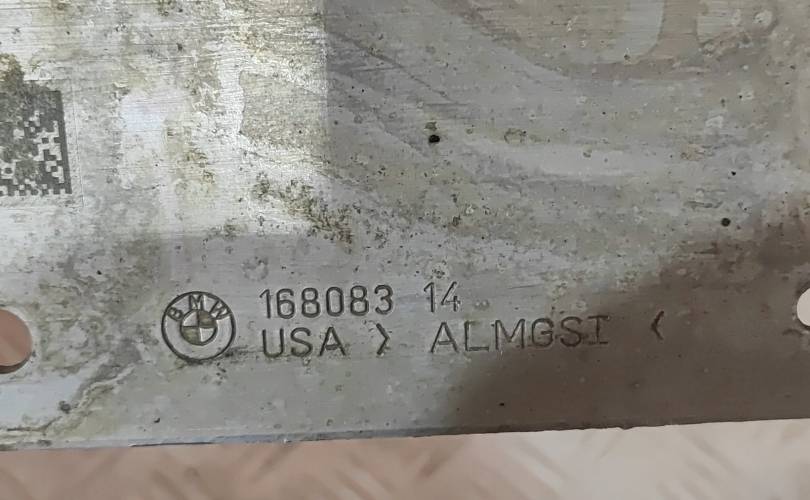 BMW
168083 14
USA > ALMGSI <